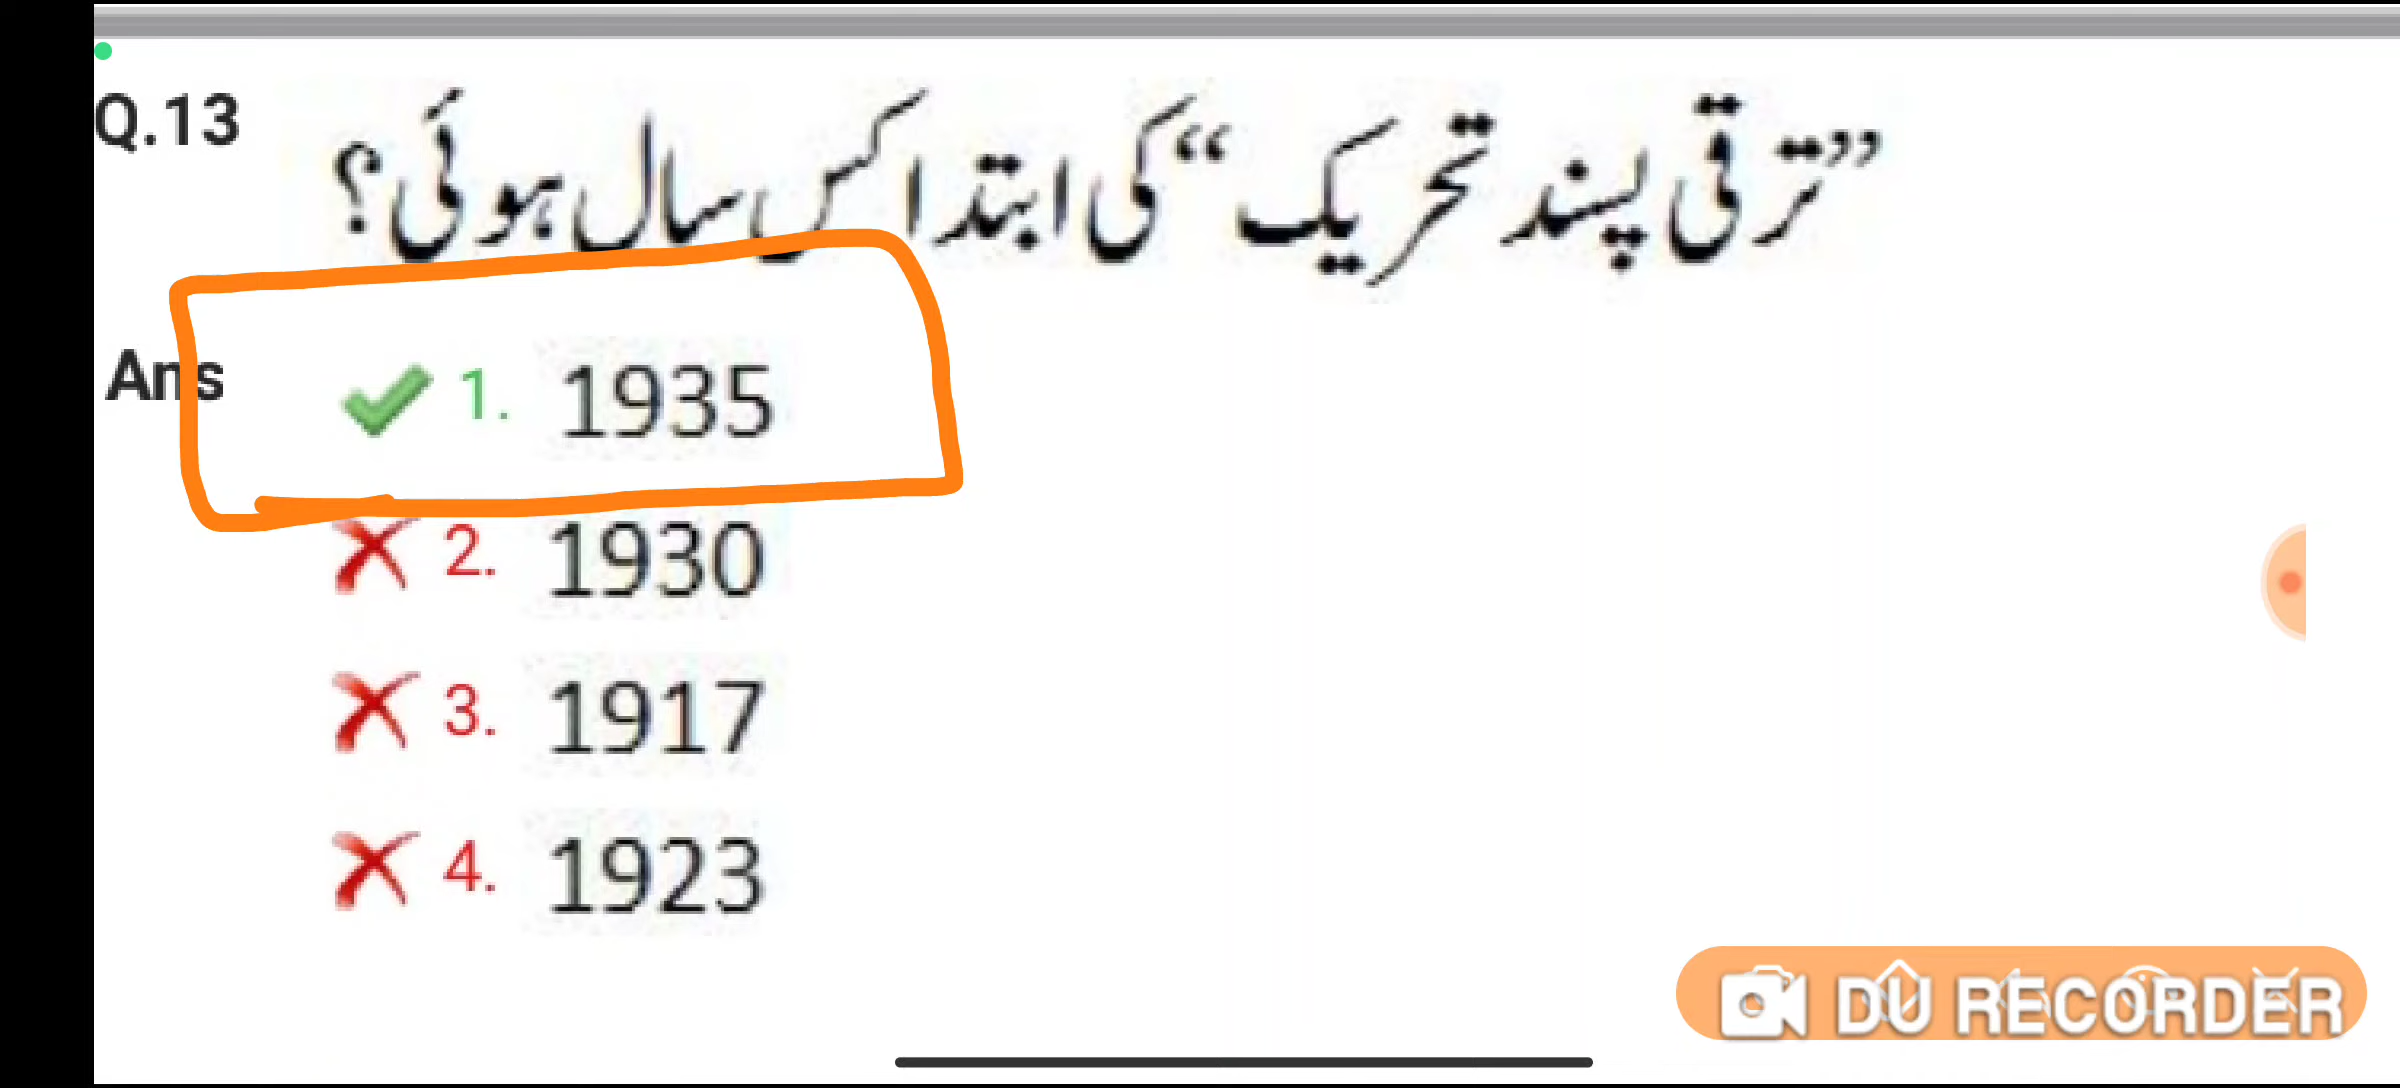 Q.13 ”ترقی پسند تحریک“ کی ابتدا کس سال ہوئی؟
Ans 1. 1935
2. 1930
3. 1917
4. 1923
DU RECORDER